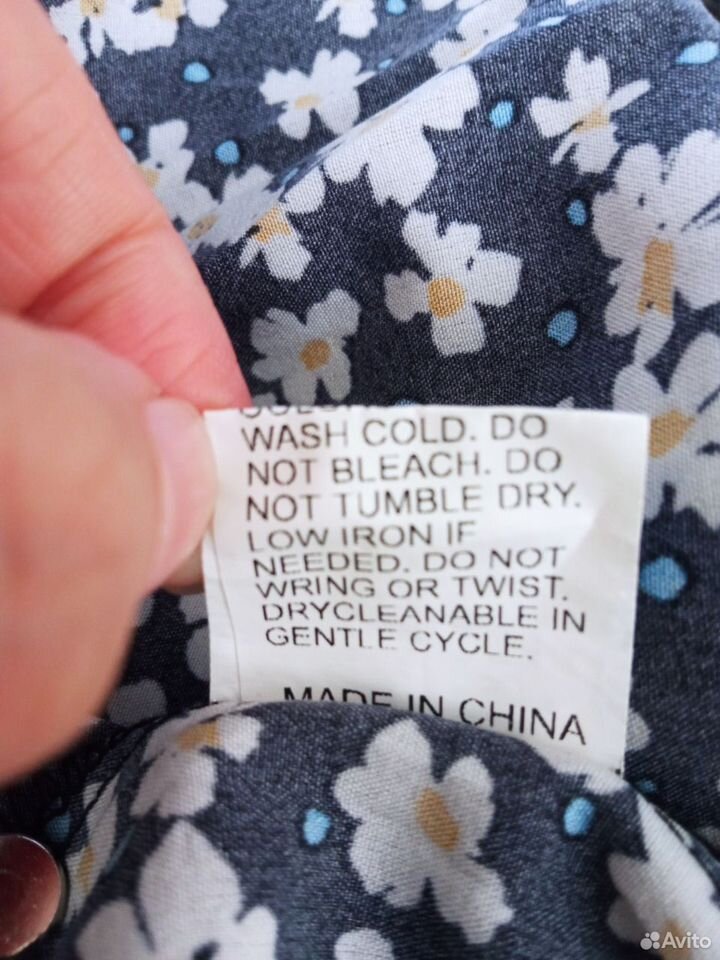 WASH COLD. DO
NOT BLEACH. DO
NOT TUMBLE DRY.
LOW IRON IF
NEEDED. DO NOT
WRING OR TWIST.
DRYCLEANABLE IN
GENTLE CYCLE.
MADE IN CHINA
Avito